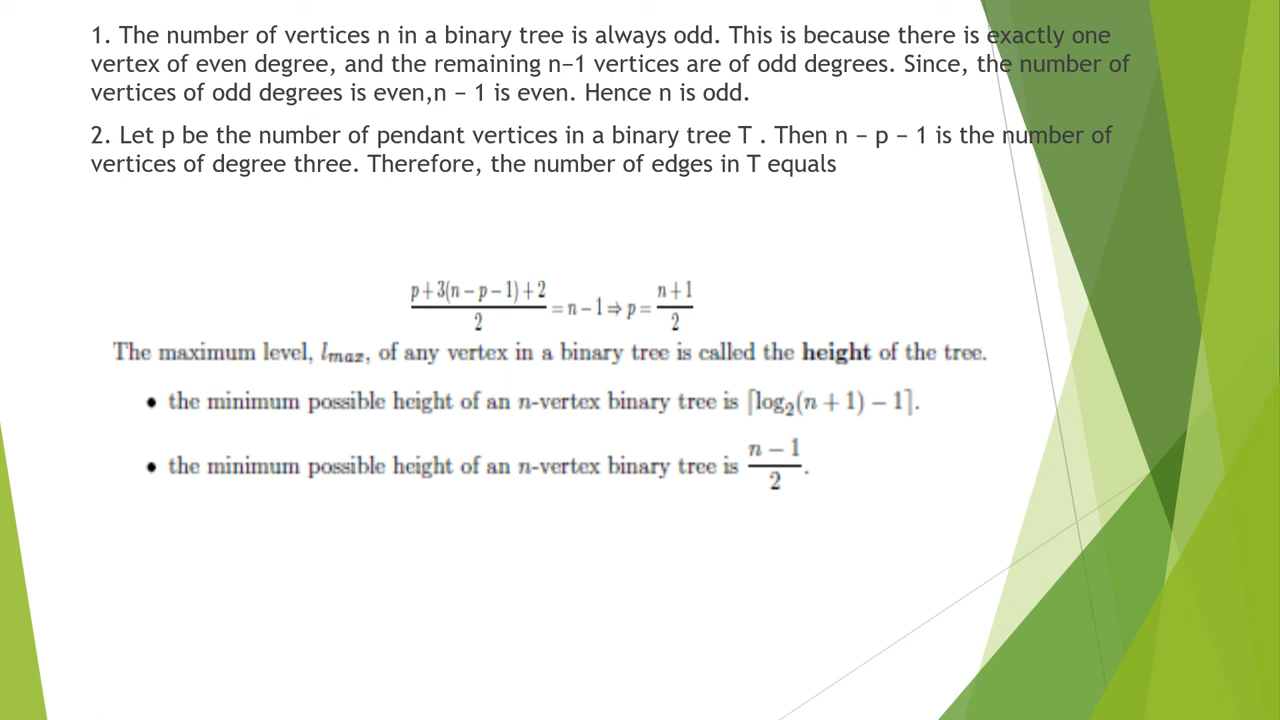 1. The number of vertices n in a binary tree is always odd. This is because there is exactly one
vertex of even degree, and the remaining n−1 vertices are of odd degrees. Since, the number of
vertices of odd degrees is even,n − 1 is even. Hence n is odd.
2. Let p be the number of pendant vertices in a binary tree T . Then n − p − 1 is the number of
vertices of degree three. Therefore, the number of edges in T equals
(p+3(n−p−1)+2)/2 = n−1 ⇒ p = (n+1)/2
The maximum level, lmax, of any vertex in a binary tree is called the height of the tree.
• the minimum possible height of an n-vertex binary tree is ⌈log₂(n + 1) − 1⌉.
• the minimum possible height of an n-vertex binary tree is (n − 1)/2.